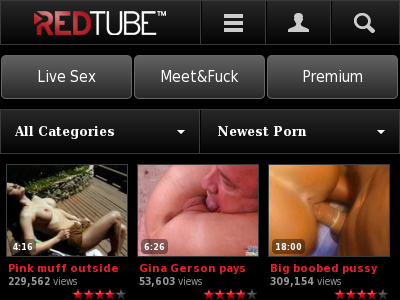 REDTUBE™
Live Sex
Meet&Fuck
Premium
All Categories
Newest Porn
4:16
6:26
18:00
Pink muff outside
Gina Gerson pays
Big boobed pussy
229,562 views
53,603 views
309,154 views